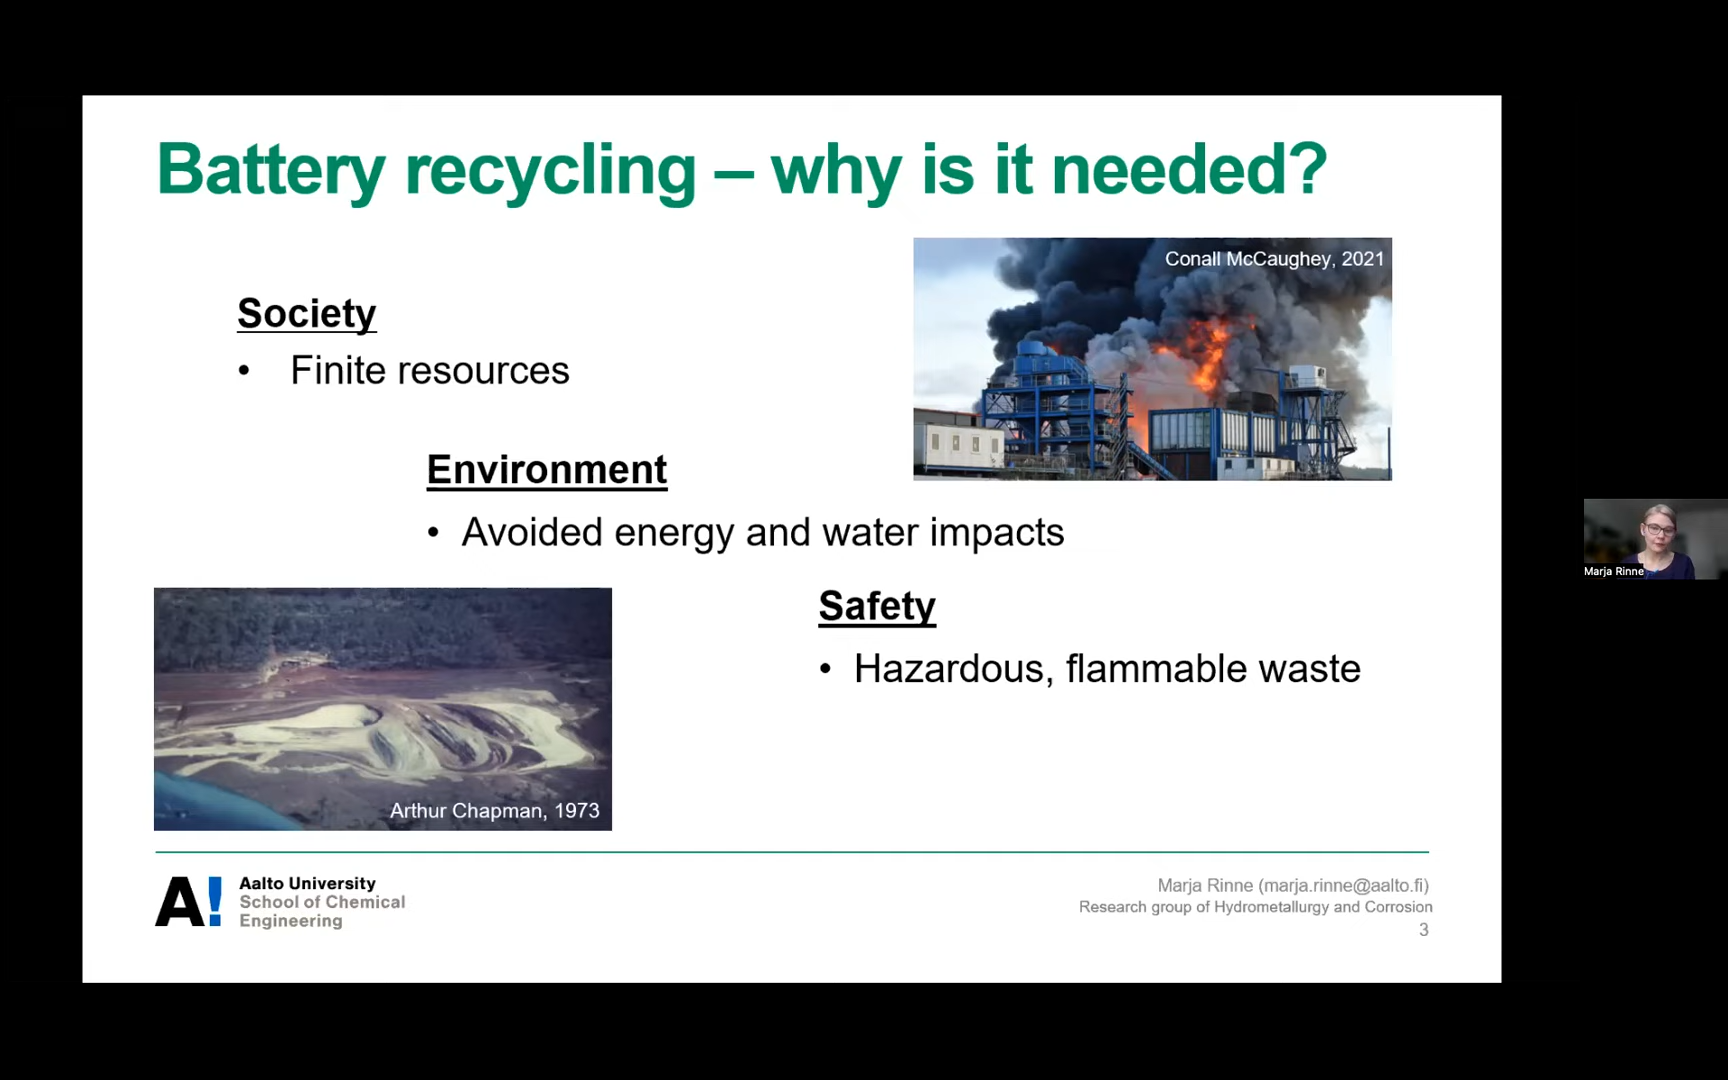 Battery recycling – why is it needed?
Conall McCaughey, 2021
Society
• Finite resources
Environment
• Avoided energy and water impacts
Safety
• Hazardous, flammable waste
Arthur Chapman, 1973
Marja Rinne
A!
Aalto University
School of Chemical
Engineering
Marja Rinne (marja.rinne@aalto.fi)
Research group of Hydrometallurgy and Corrosion
3